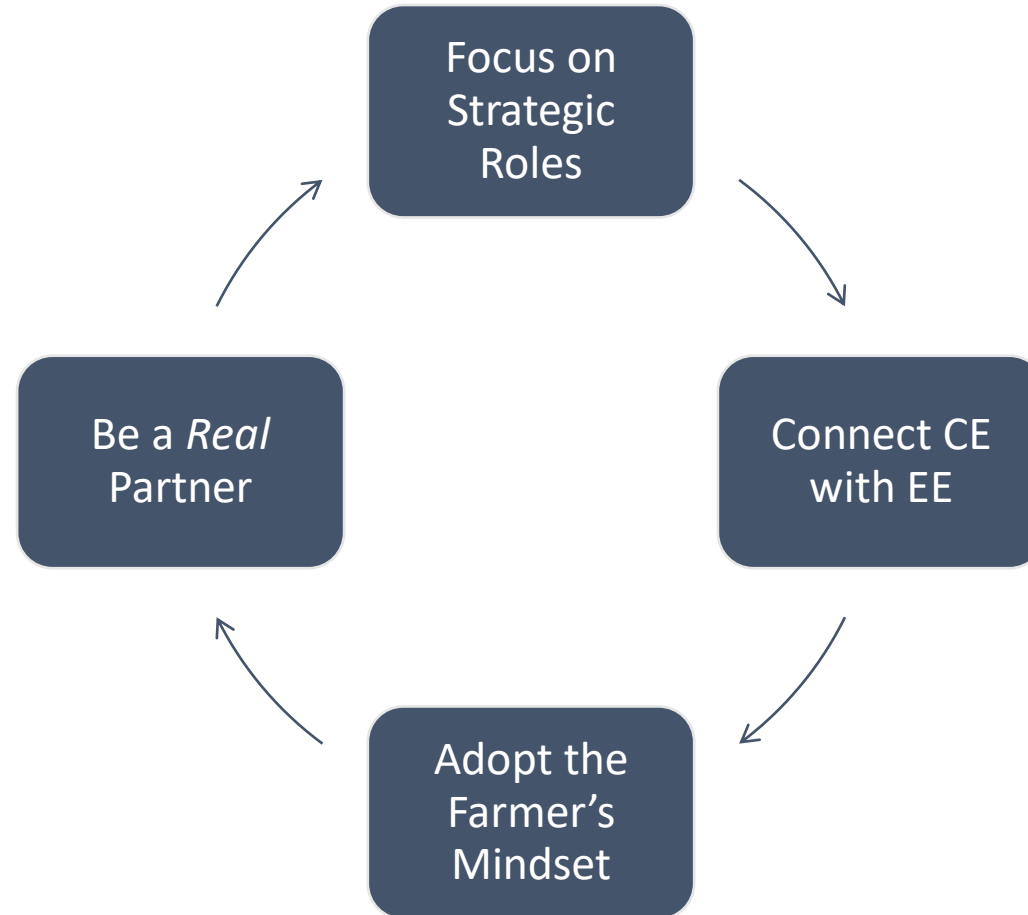 Focus on
Strategic
Roles
Connect CE
with EE
Adopt the
Farmer’s
Mindset
Be a Real
Partner